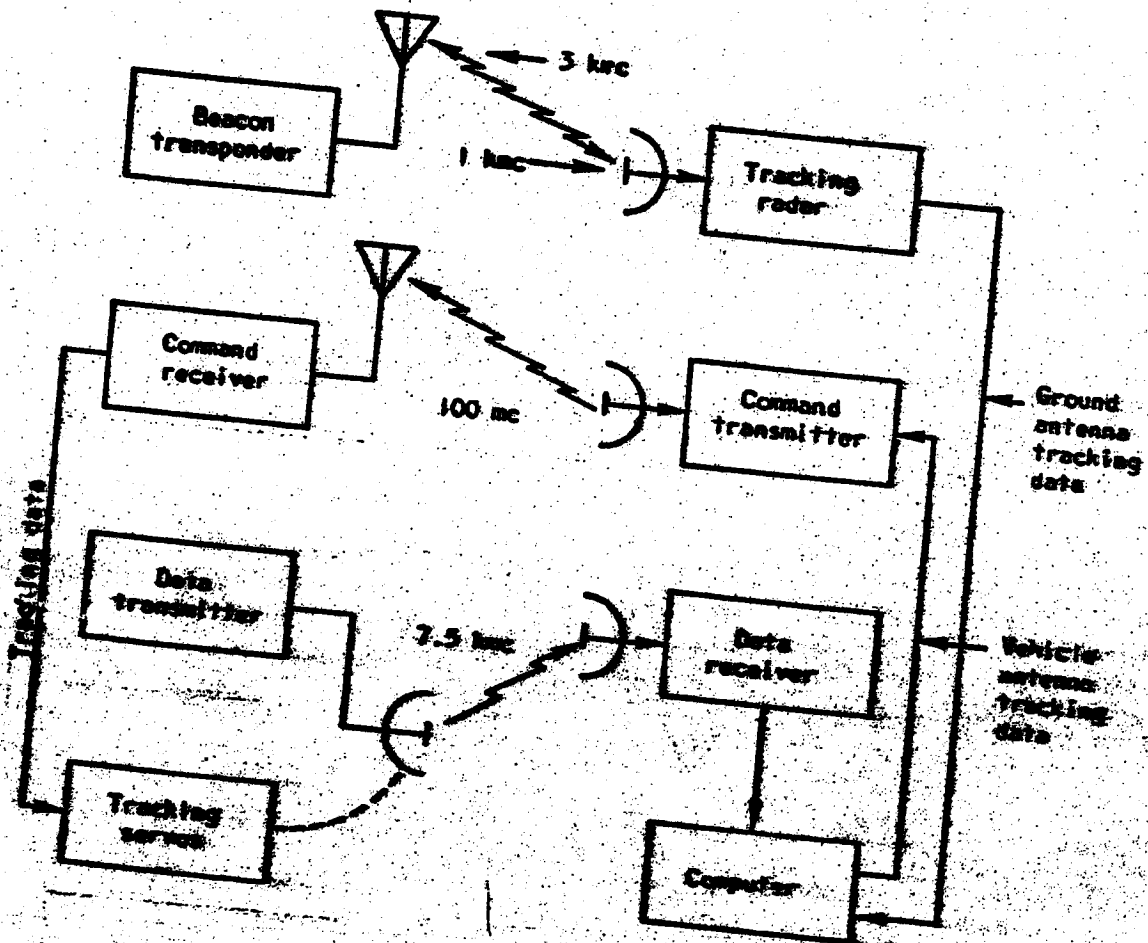 3 kmc
Beacon
transponder
1 kmc
Tracking
radar
Command
receiver
100 mc
Command
transmitter
Ground
antenna
tracking
data
Tracking data
Data
transmitter
7.5 kmc
Data
receiver
Vehicle
antenna
tracking
data
Tracking
servos
Computer